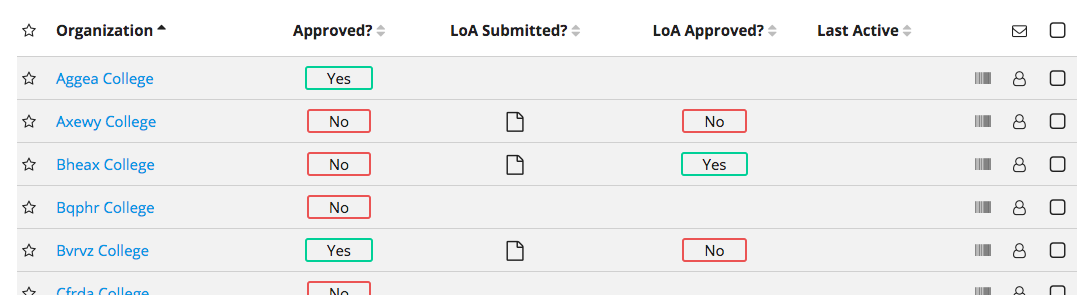 Organization Approved? LoA Submitted? LoA Approved? Last Active
Aggea College Yes
Axewy College No No
Bheax College No Yes
Bqphr College No
Bvrvz College Yes No
Cfrda College No